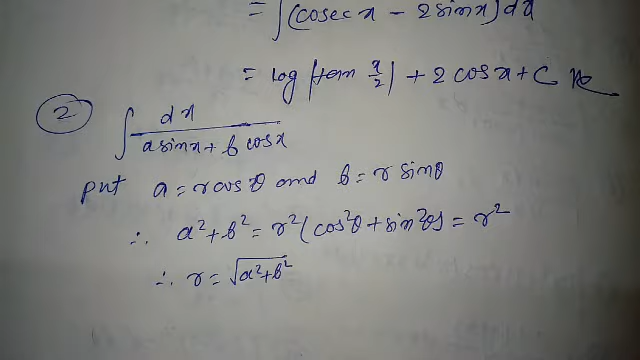 = ∫(cosec x - 2 sin x) dx
= log |tan x/2| + 2 cos x + C
② ∫ dx / a sin x + b cos x
put a = r cos θ and b = r sin θ
∴ a² + b² = r² (cos²θ + sin²θ) = r²
∴ r = √a² + b²